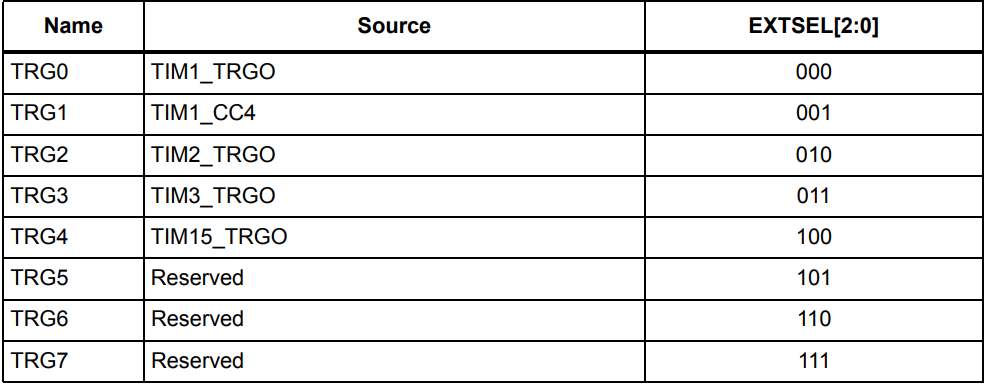 Name Source EXTSEL[2:0]
TRG0 TIM1_TRGO 000
TRG1 TIM1_CC4 001
TRG2 TIM2_TRGO 010
TRG3 TIM3_TRGO 011
TRG4 TIM15_TRGO 100
TRG5 Reserved 101
TRG6 Reserved 110
TRG7 Reserved 111